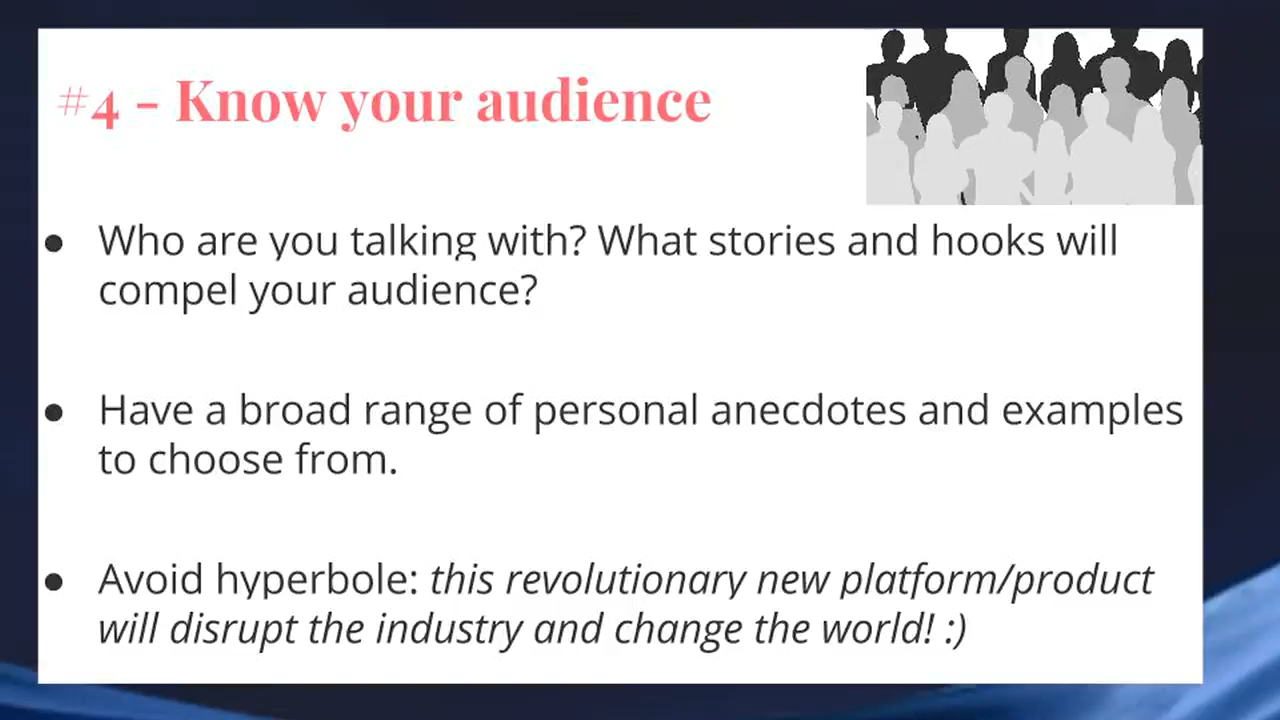 #4 - Know your audience
● Who are you talking with? What stories and hooks will
compel your audience?
● Have a broad range of personal anecdotes and examples
to choose from.
● Avoid hyperbole: this revolutionary new platform/product
will disrupt the industry and change the world! :)